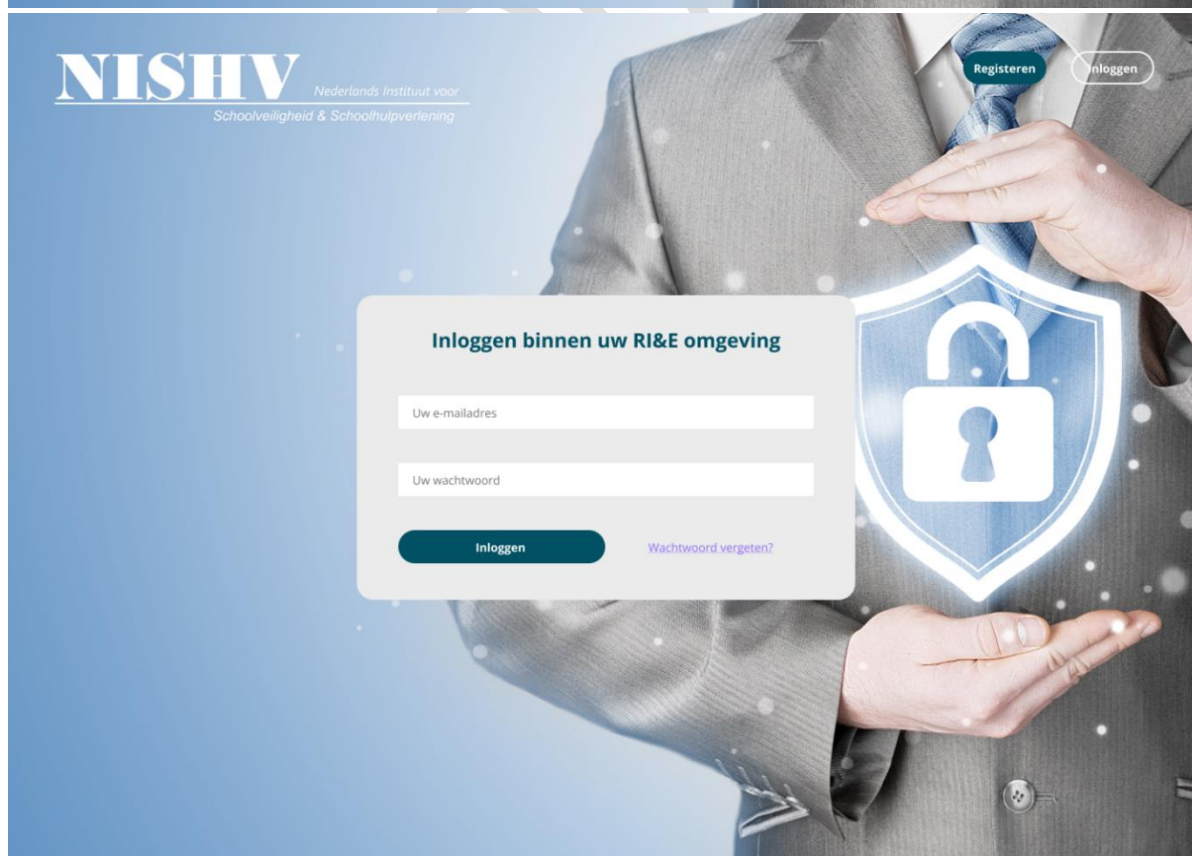 NISHV
Nederlands Instituut voor
Schoolveiligheid & Schoolhulpverlening
Registeren
Inloggen
Inloggen binnen uw RI&E omgeving
Uw e-mailadres
Uw wachtwoord
Inloggen
Wachtwoord vergeten?